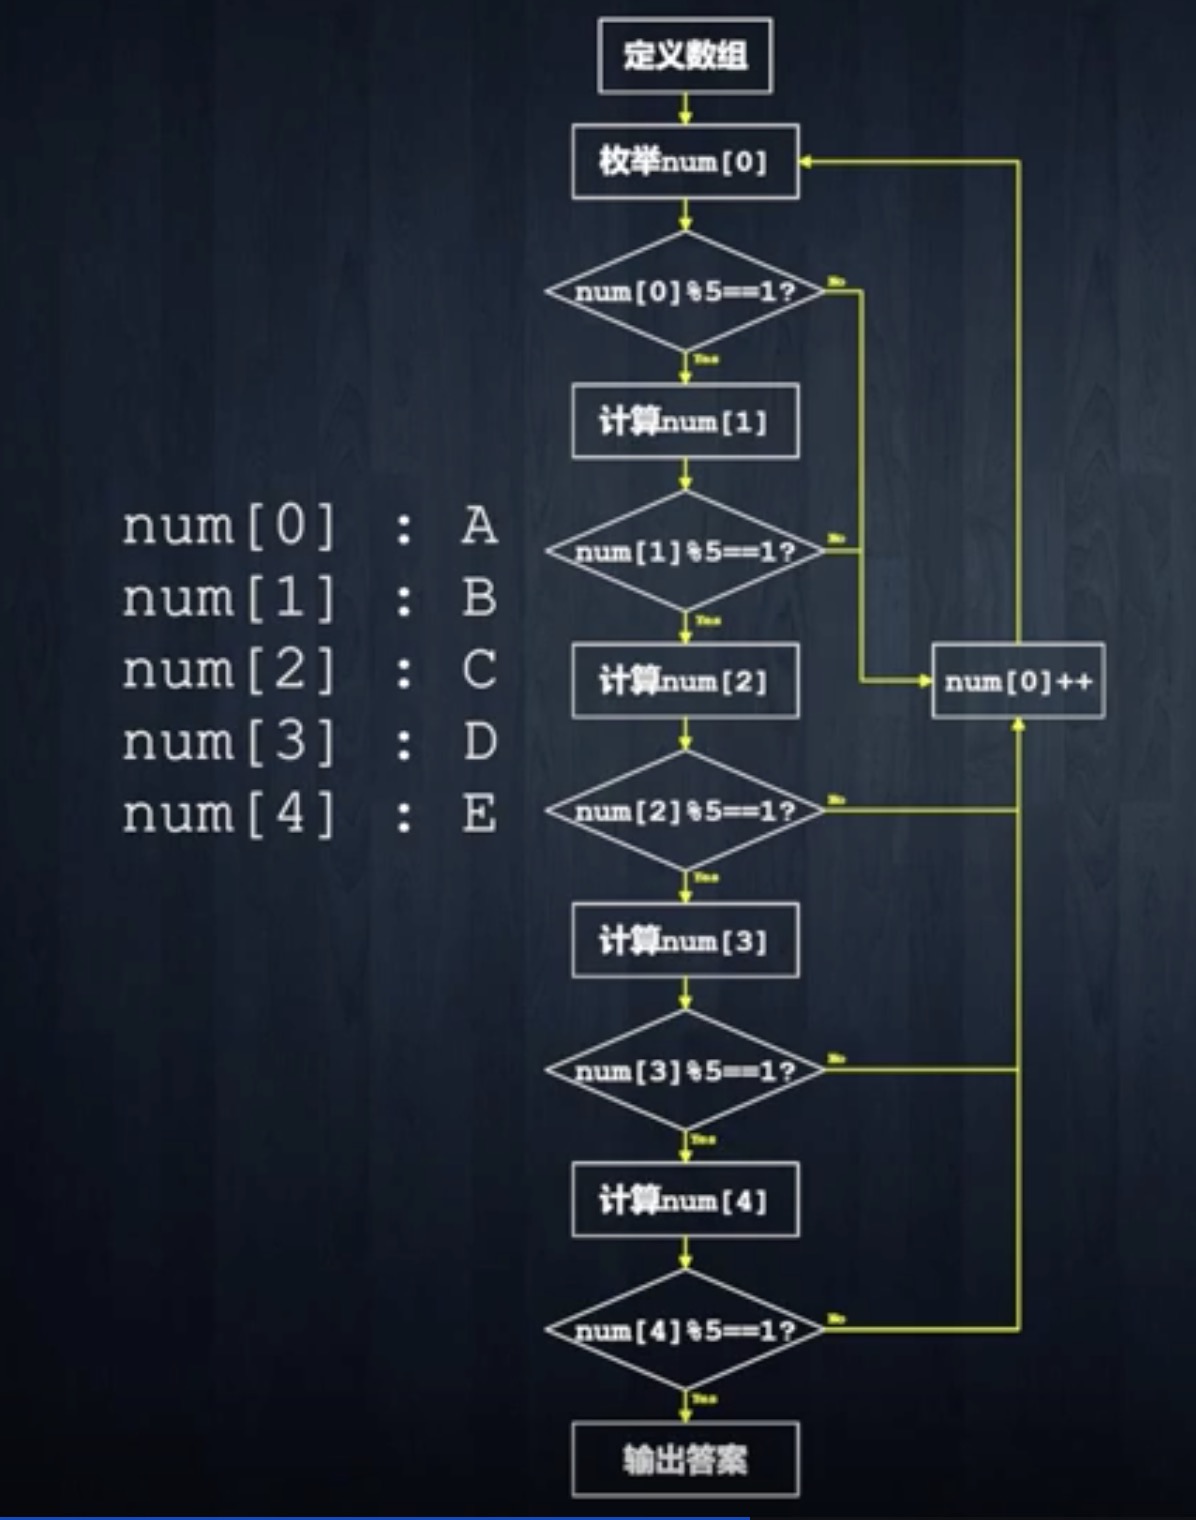 定义数组
枚举num[0]
num[0]%5==1?
No
Yes
计算num[1]
num[1]%5==1?
No
Yes
计算num[2]
num[2]%5==1?
No
Yes
计算num[3]
num[3]%5==1?
No
Yes
计算num[4]
num[4]%5==1?
No
Yes
输出答案
num[0]++
num[0] : A
num[1] : B
num[2] : C
num[3] : D
num[4] : E